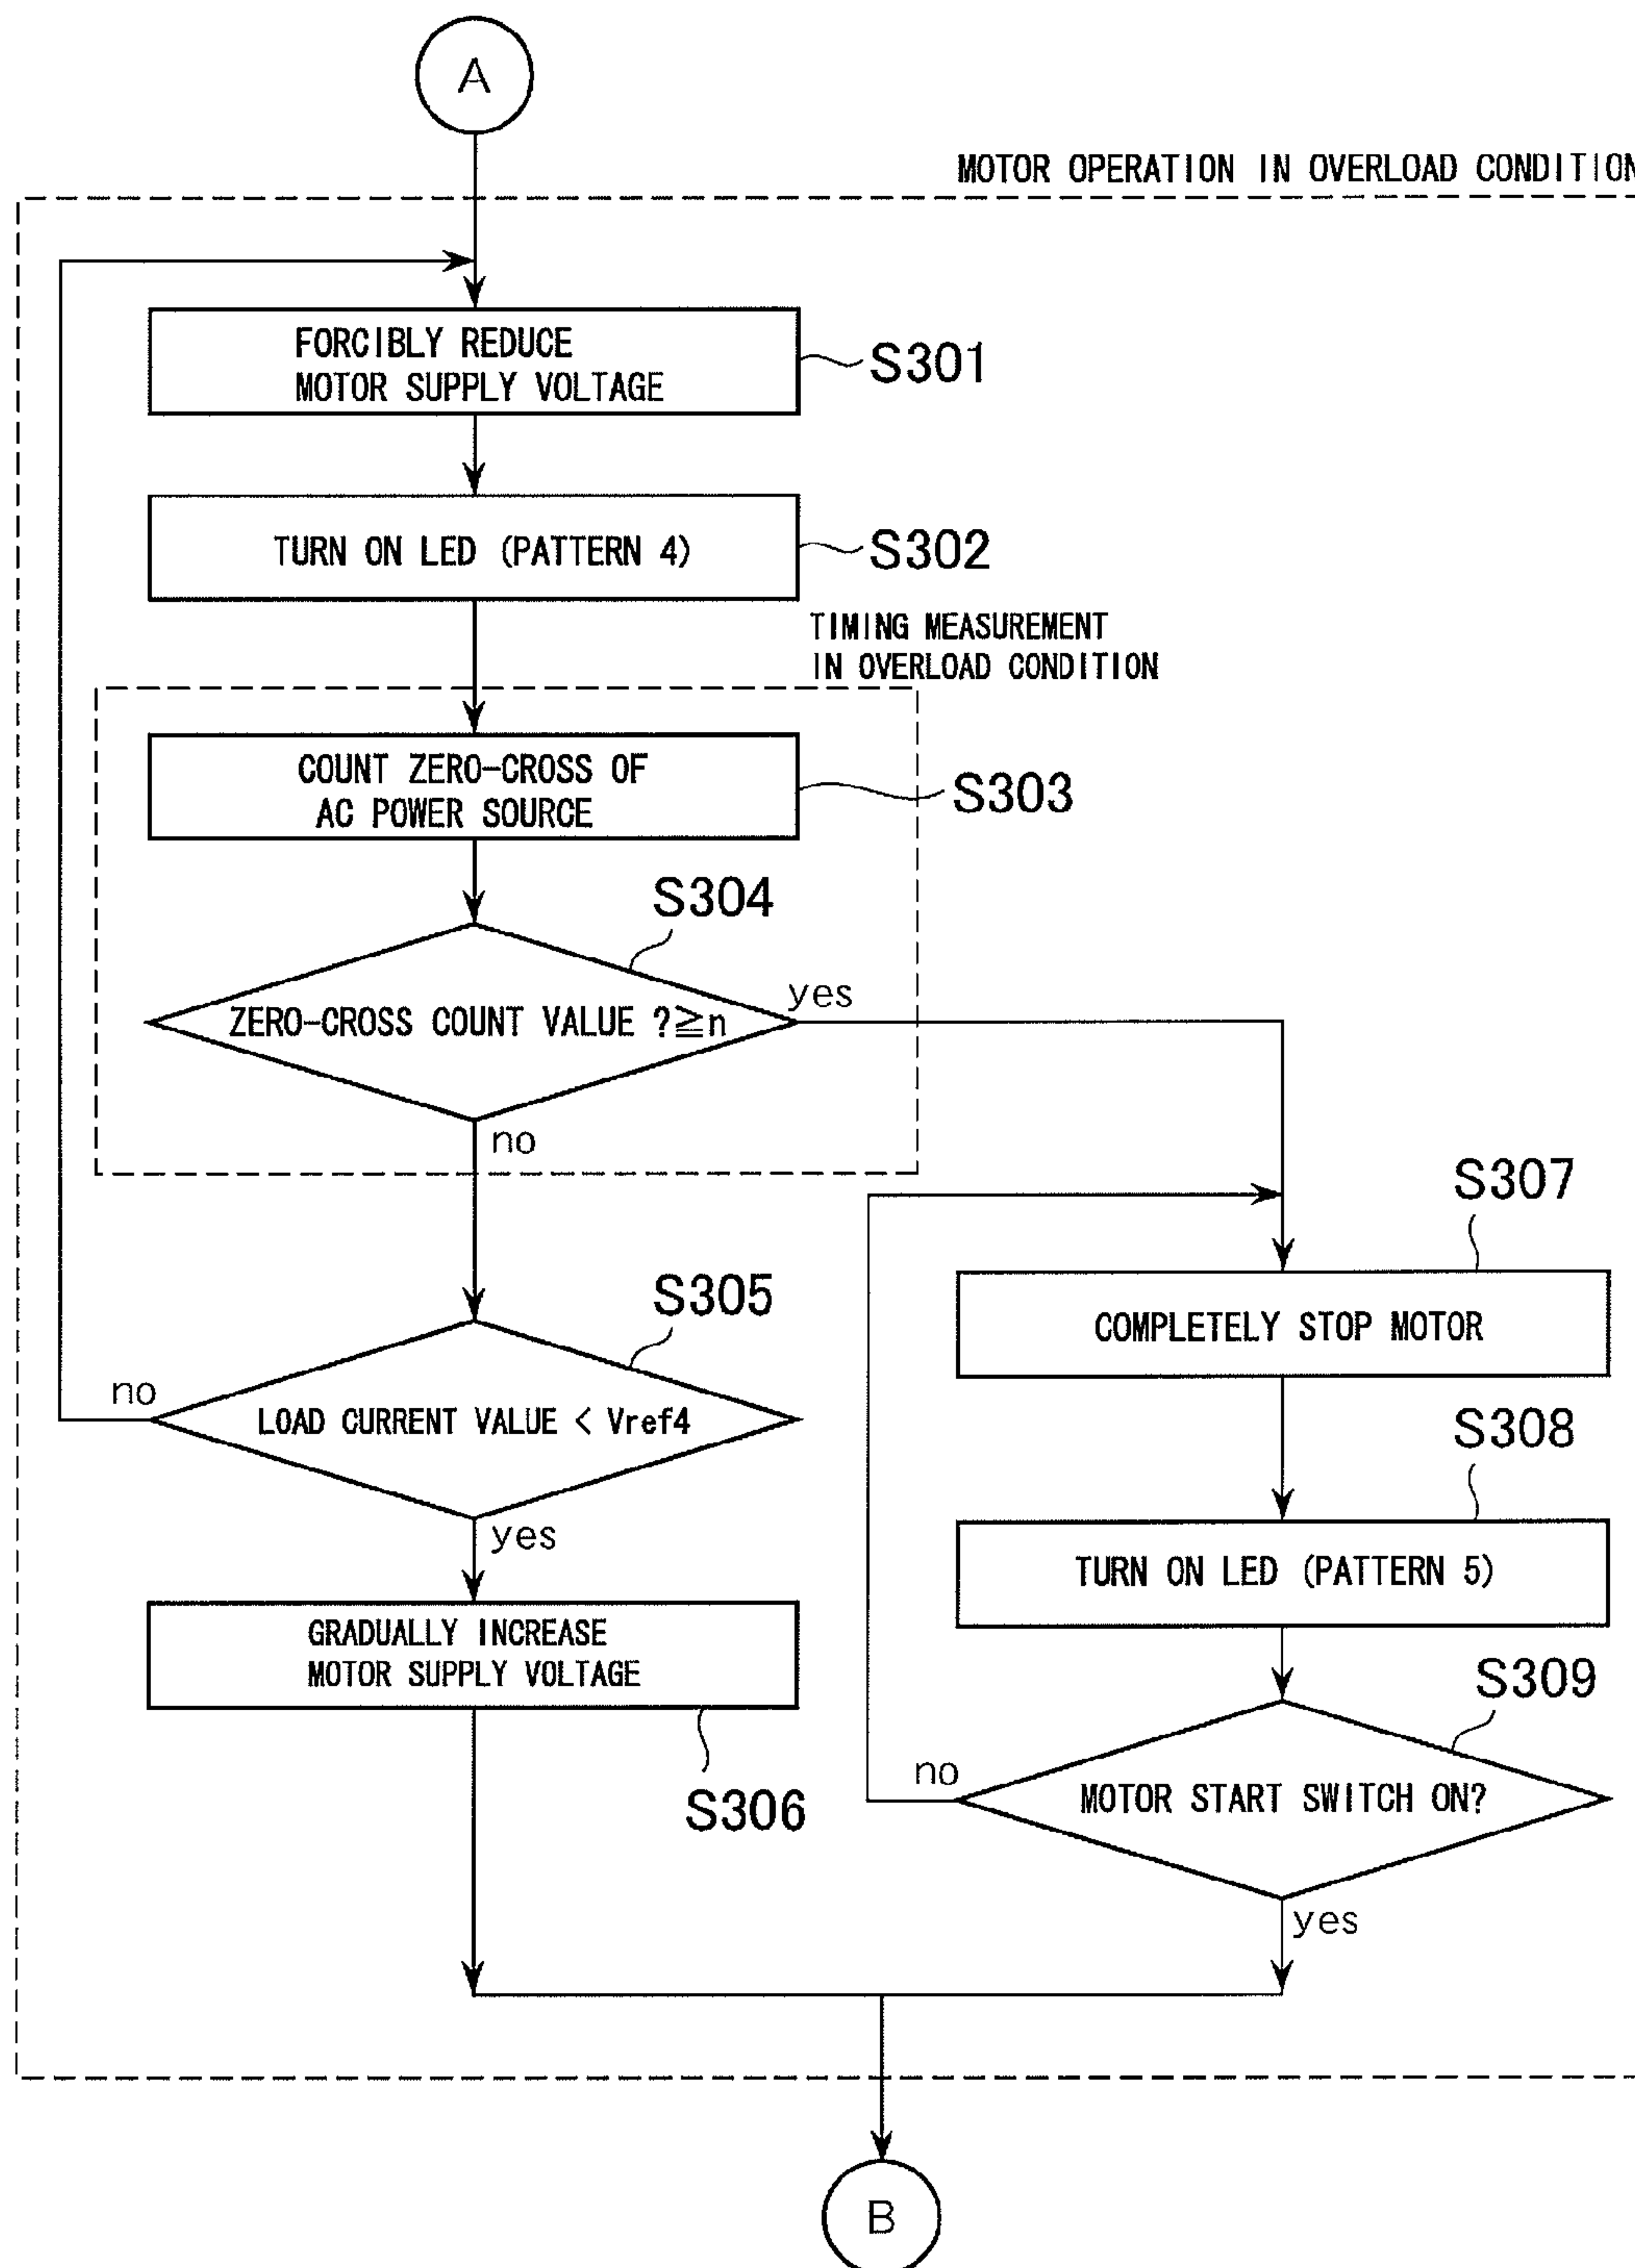 A
MOTOR OPERATION IN OVERLOAD CONDITION
FORCIBLY REDUCE
MOTOR SUPPLY VOLTAGE
S301
TURN ON LED (PATTERN 4)
S302
TIMING MEASUREMENT
IN OVERLOAD CONDITION
COUNT ZERO-CROSS OF
AC POWER SOURCE
S303
S304
ZERO-CROSS COUNT VALUE ?≧n
yes
no
S305
LOAD CURRENT VALUE < Vref4
no
yes
GRADUALLY INCREASE
MOTOR SUPPLY VOLTAGE
S306
S307
COMPLETELY STOP MOTOR
S308
TURN ON LED (PATTERN 5)
S309
MOTOR START SWITCH ON?
no
yes
B